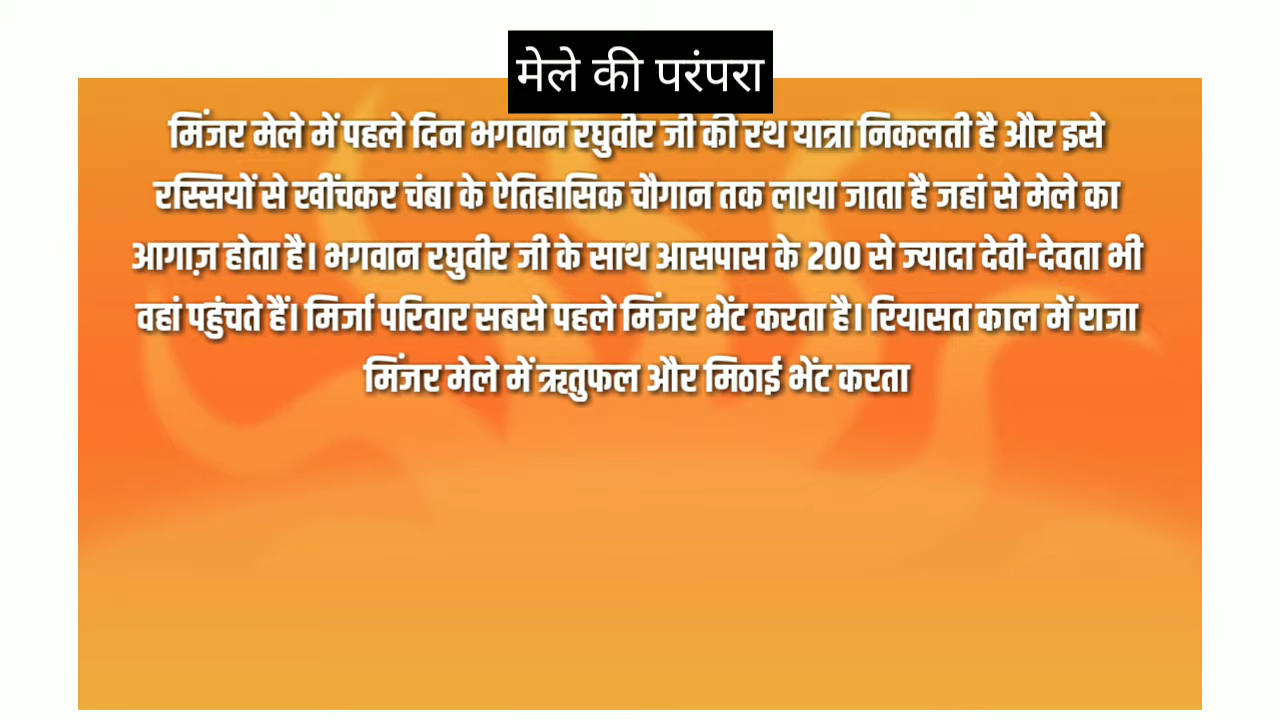 मेले की परंपरा
मिंजर मेले में पहले दिन भगवान रघुवीर जी की रथ यात्रा निकलती है और इसे
रस्सियों से खींचकर चंबा के ऐतिहासिक चौगान तक लाया जाता है जहां से मेले का
आगाज़ होता है। भगवान रघुवीर जी के साथ आसपास के 200 से ज्यादा देवी-देवता भी
वहां पहुंचते हैं। मिर्जा परिवार सबसे पहले मिंजर भेंट करता है। रियासत काल में राजा
मिंजर मेले में ऋतुफल और मिठाई भेंट करता